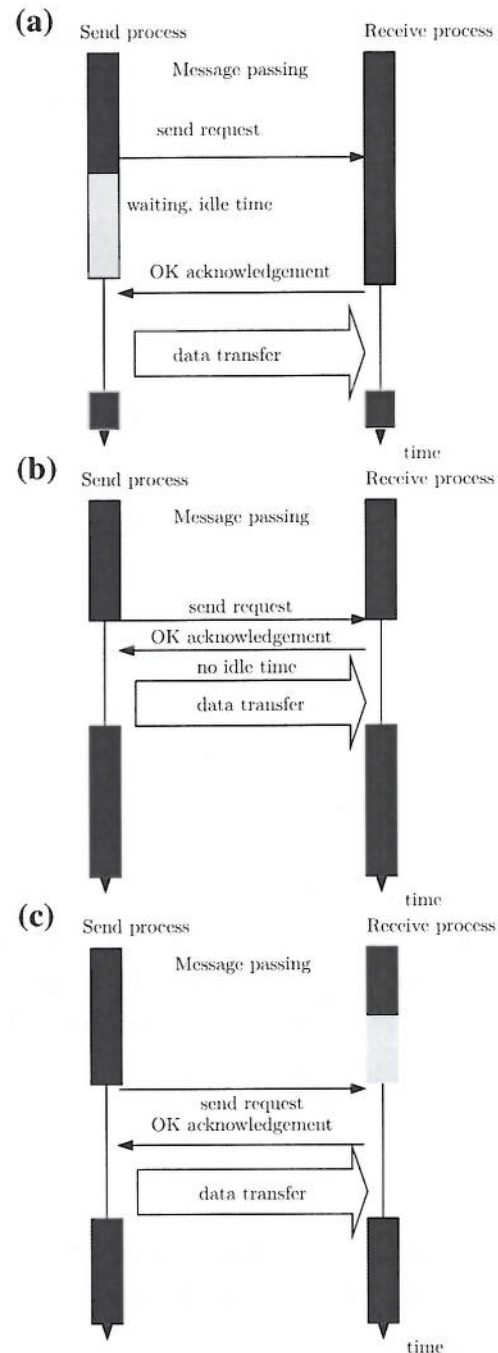 (a)
Send process Receive process
Message passing
send request
waiting. idle time
OK acknowledgement
data transfer
time
(b)
Send process Receive process
Message passing
send request
OK acknowledgement
no idle time
data transfer
time
(c)
Send process Receive process
Message passing
send request
OK acknowledgement
data transfer
time